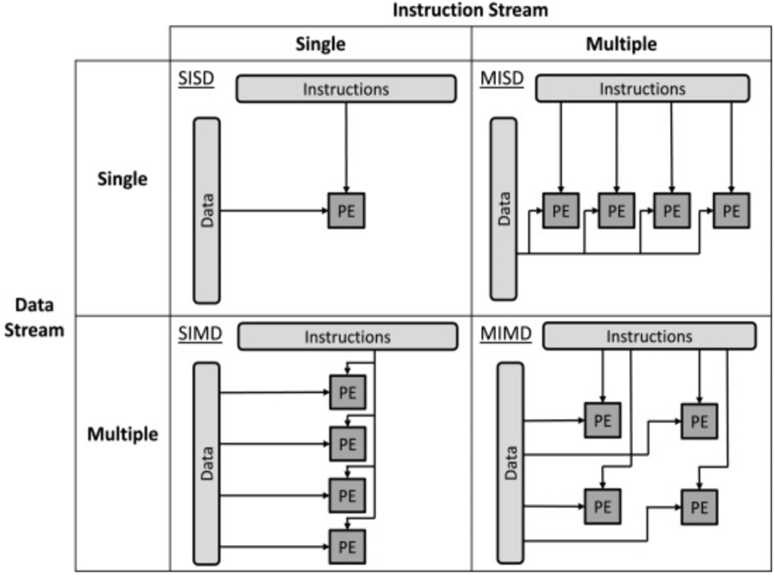 Instruction Stream
Single
Multiple
SISD
Instructions
Data
PE
MISD
Instructions
Data
PE
PE
PE
PE
Single
Data
Stream
Multiple
SIMD
Instructions
Data
PE
PE
PE
PE
MIMD
Instructions
Data
PE
PE
PE
PE